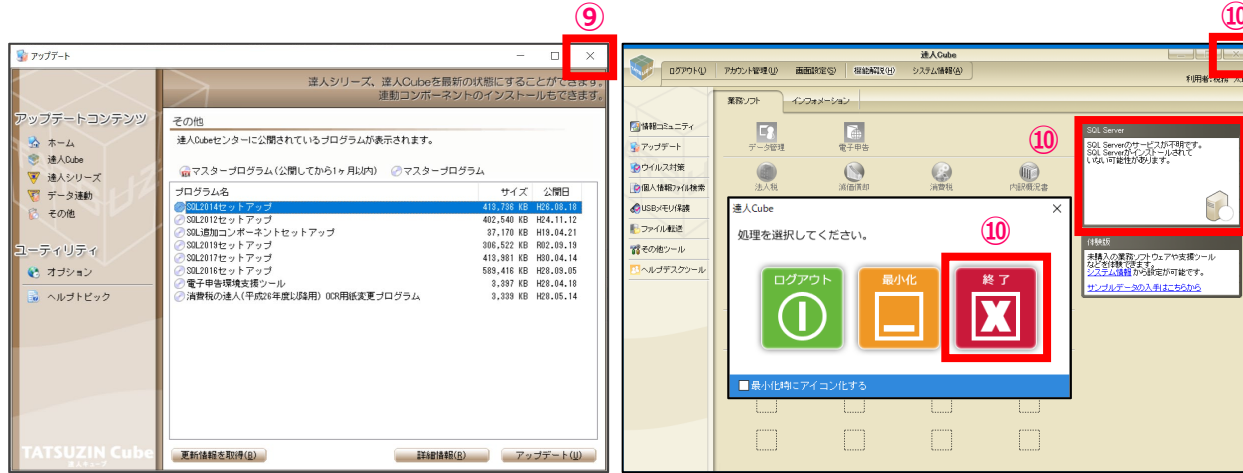 ⑨
アップデート
達人シリーズ、達人Cubeを最新の状態にすることができます。
連動コンポーネントのインストールもできます。
アップデートコンテンツ
ホーム
達人Cube
達人シリーズ
データ連動
その他
ユーティリティ
オプション
ヘルプトピック
TATSUZIN Cube
達人キューブ
その他
達人Cubeセンターに公開されているプログラムが表示されます。
マスタープログラム(公開してから1ヶ月以内) マスタープログラム
プログラム名 サイズ 公開日
SQL2014セットアップ 413,736 KB H26.08.18
SQL2012セットアップ 402,540 KB H24.11.12
SQL追加コンポーネントセットアップ 37,170 KB H19.04.21
SQL2019セットアップ 306,522 KB R02.03.19
SQL2017セットアップ 413,981 KB H30.04.14
SQL2016セットアップ 589,416 KB H28.09.05
電子申告環境支援ツール 3,397 KB H28.04.18
消費税の達人(平成26年度以降用) OCR用紙変更プログラム 3,339 KB H28.05.14
更新情報を取得(R) 詳細情報(R) アップデート(U)
⑩
達人Cube
ログアウト(L) アカウント管理(U) 画面設定(S) 機能解説(H) システム情報(A)
業務ソフト インフォメーション
情報コミュニティ
アップデート
ウイルス対策
個人情報ファイル検索
USBメモリ保護
ファイル転送
その他ツール
ヘルプデスクツール
データ管理 電子申告
法人税 減価償却 消費税 内訳概況書
⑩
SQL Server
SQL Serverのサービスが不明です。
SQL Serverがインストールされて
いない可能性があります。
体験版
未購入の業務ソフトウェアや支援ツール
などを体験できます。
システム情報から設定が可能です。
サンプルデータの入手はこちらから
達人Cube
処理を選択してください。
⑩
ログアウト 最小化 終了
最小化時にアイコン化する